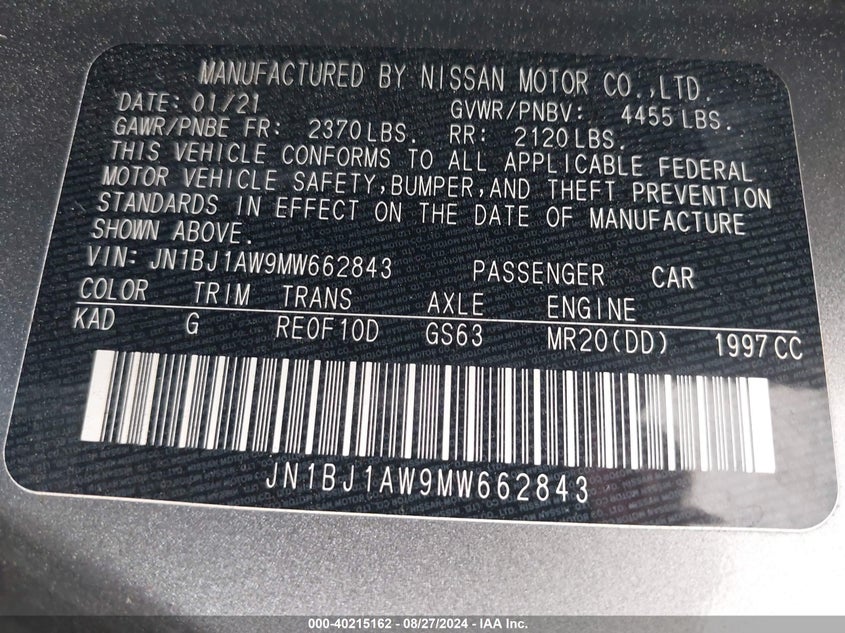 MANUFACTURED BY NISSAN MOTOR CO.,LTD.
DATE: 01/21 GVWR/PNBV: 4455 LBS.
GAWR/PNBE FR: 2370 LBS. RR: 2120 LBS.
THIS VEHICLE CONFORMS TO ALL APPLICABLE FEDERAL
MOTOR VEHICLE SAFETY,BUMPER,AND THEFT PREVENTION
STANDARDS IN EFFECT ON THE DATE OF MANUFACTURE
SHOWN ABOVE.
VIN: JN1BJ1AW9MW662843 PASSENGER CAR
COLOR TRIM TRANS AXLE ENGINE
KAD G RE0F10D GS63 MR20(DD) 1997 CC
JN1BJ1AW9MW662843
000-40215162 - 08/27/2024 - IAA Inc.